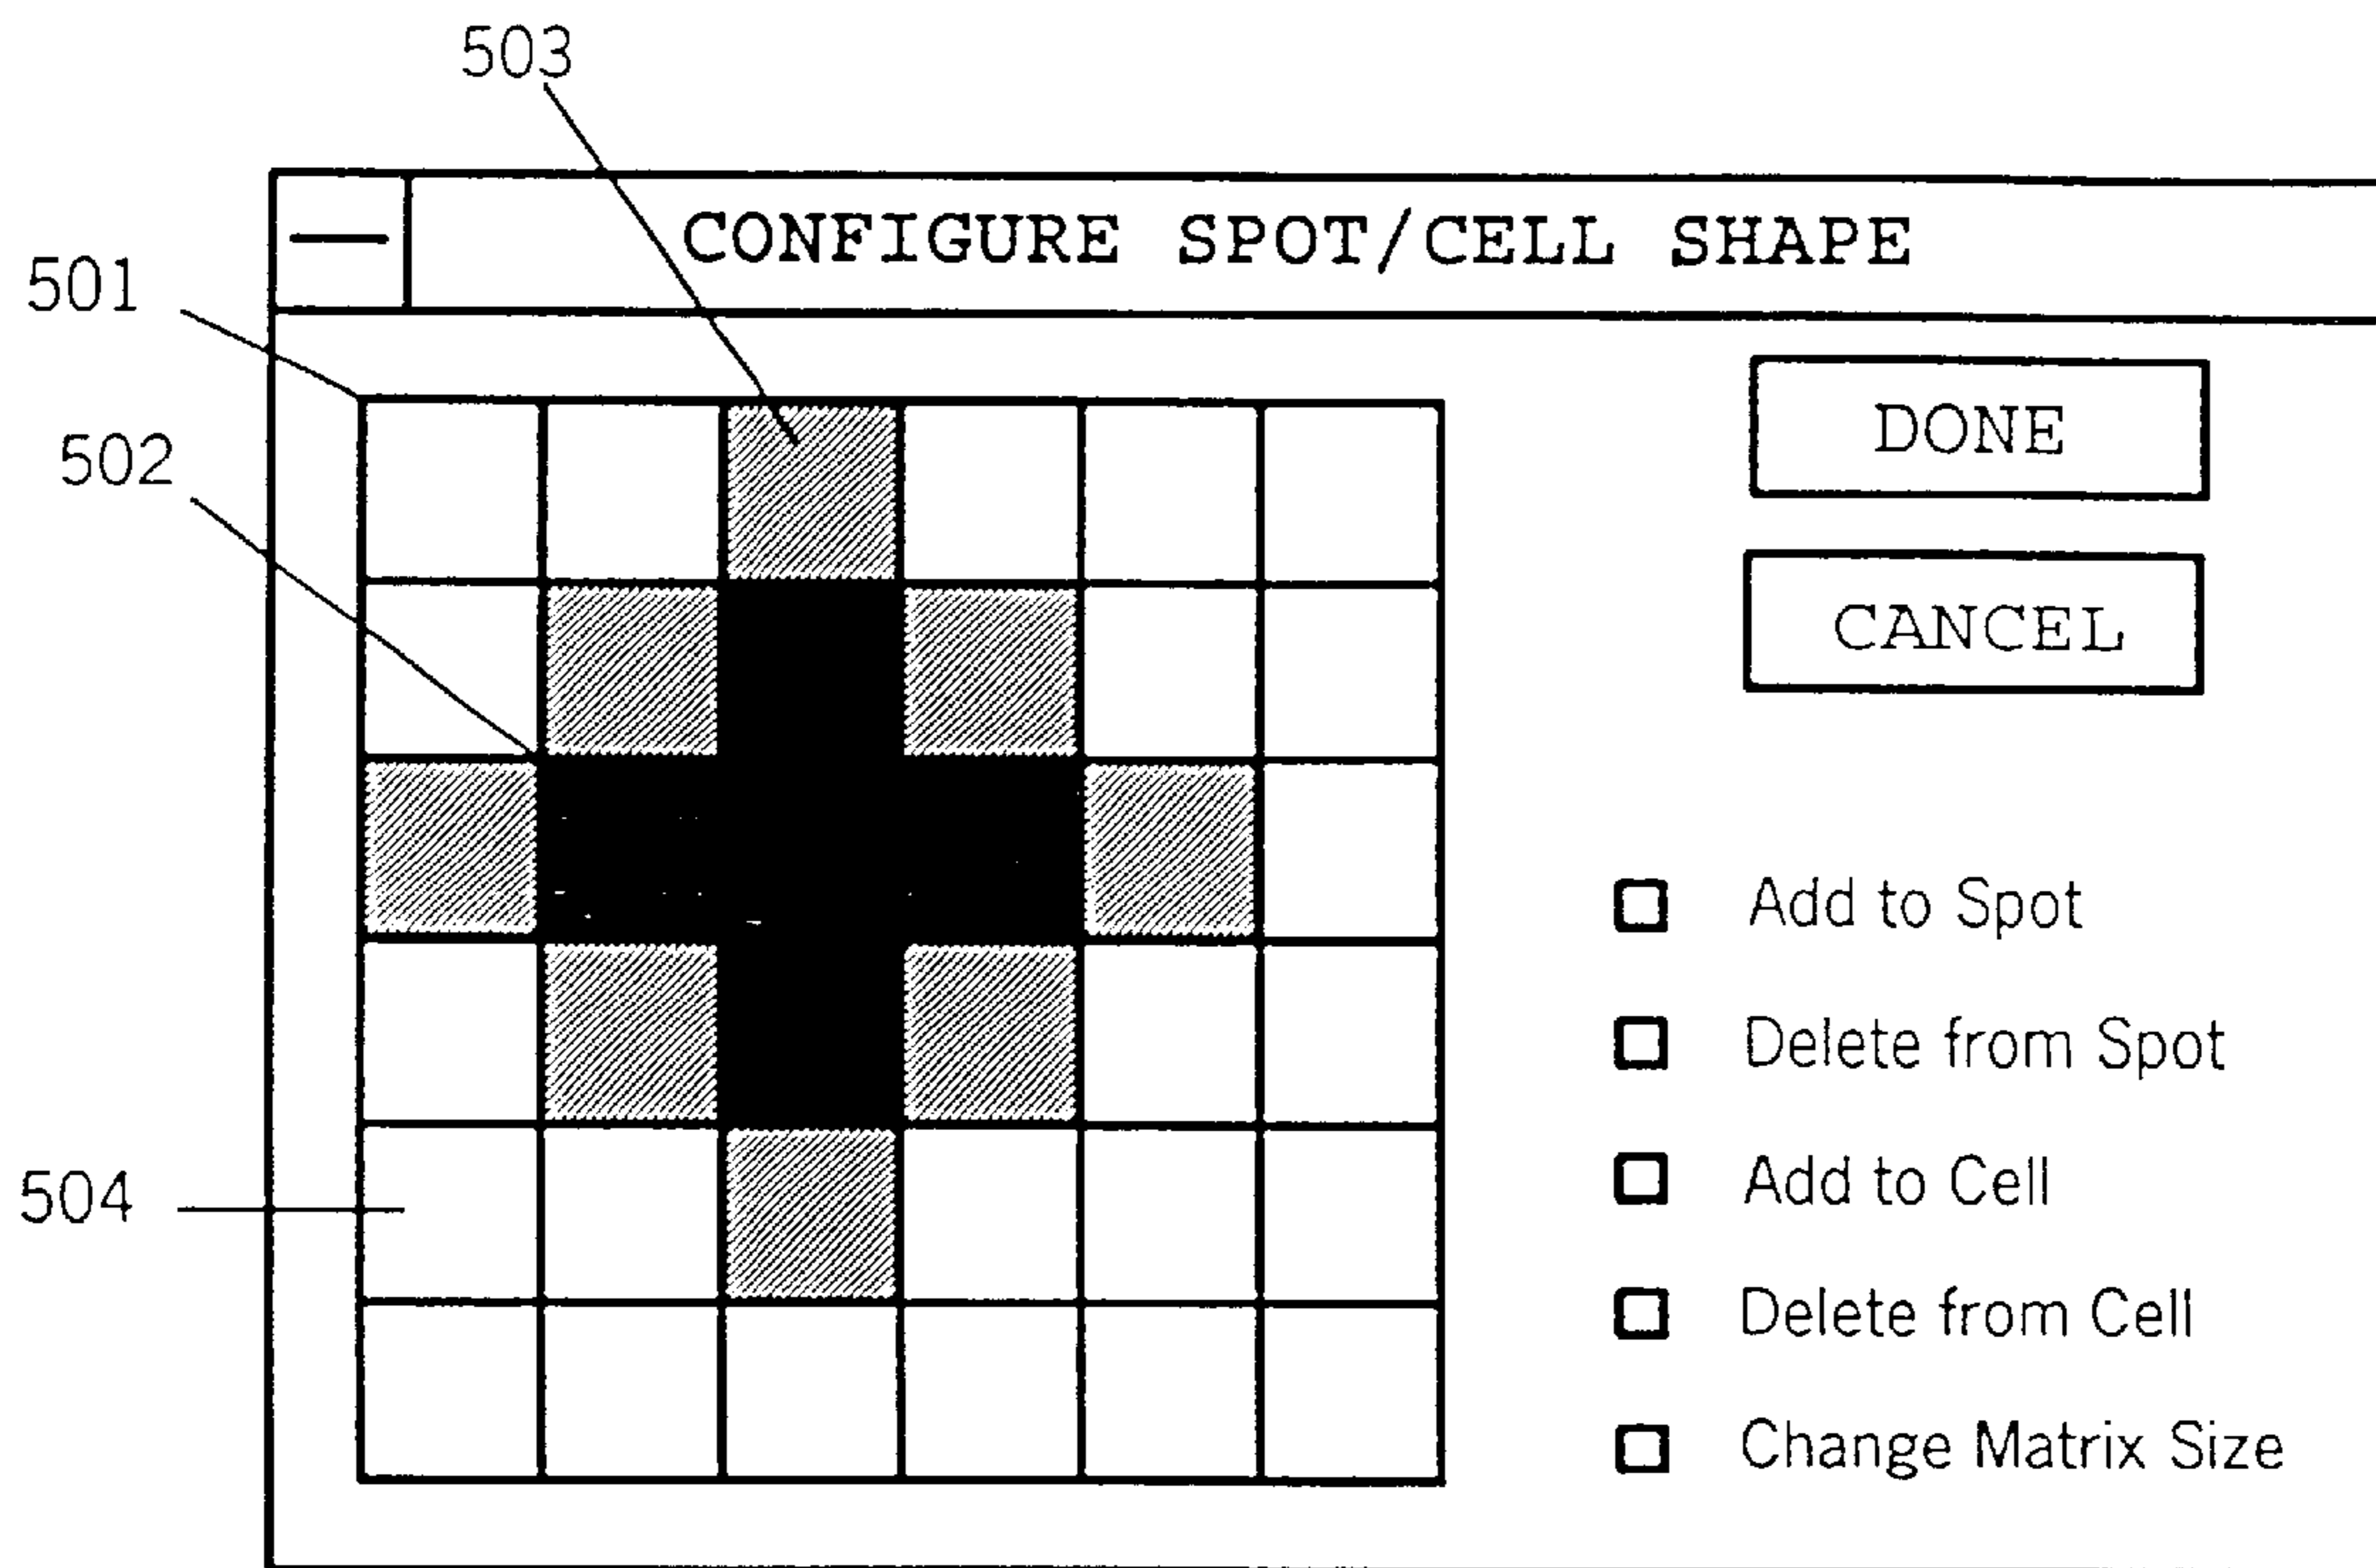 503
CONFIGURE SPOT/CELL SHAPE
501
502
DONE
CANCEL
Add to Spot
Delete from Spot
Add to Cell
504
Delete from Cell
Change Matrix Size